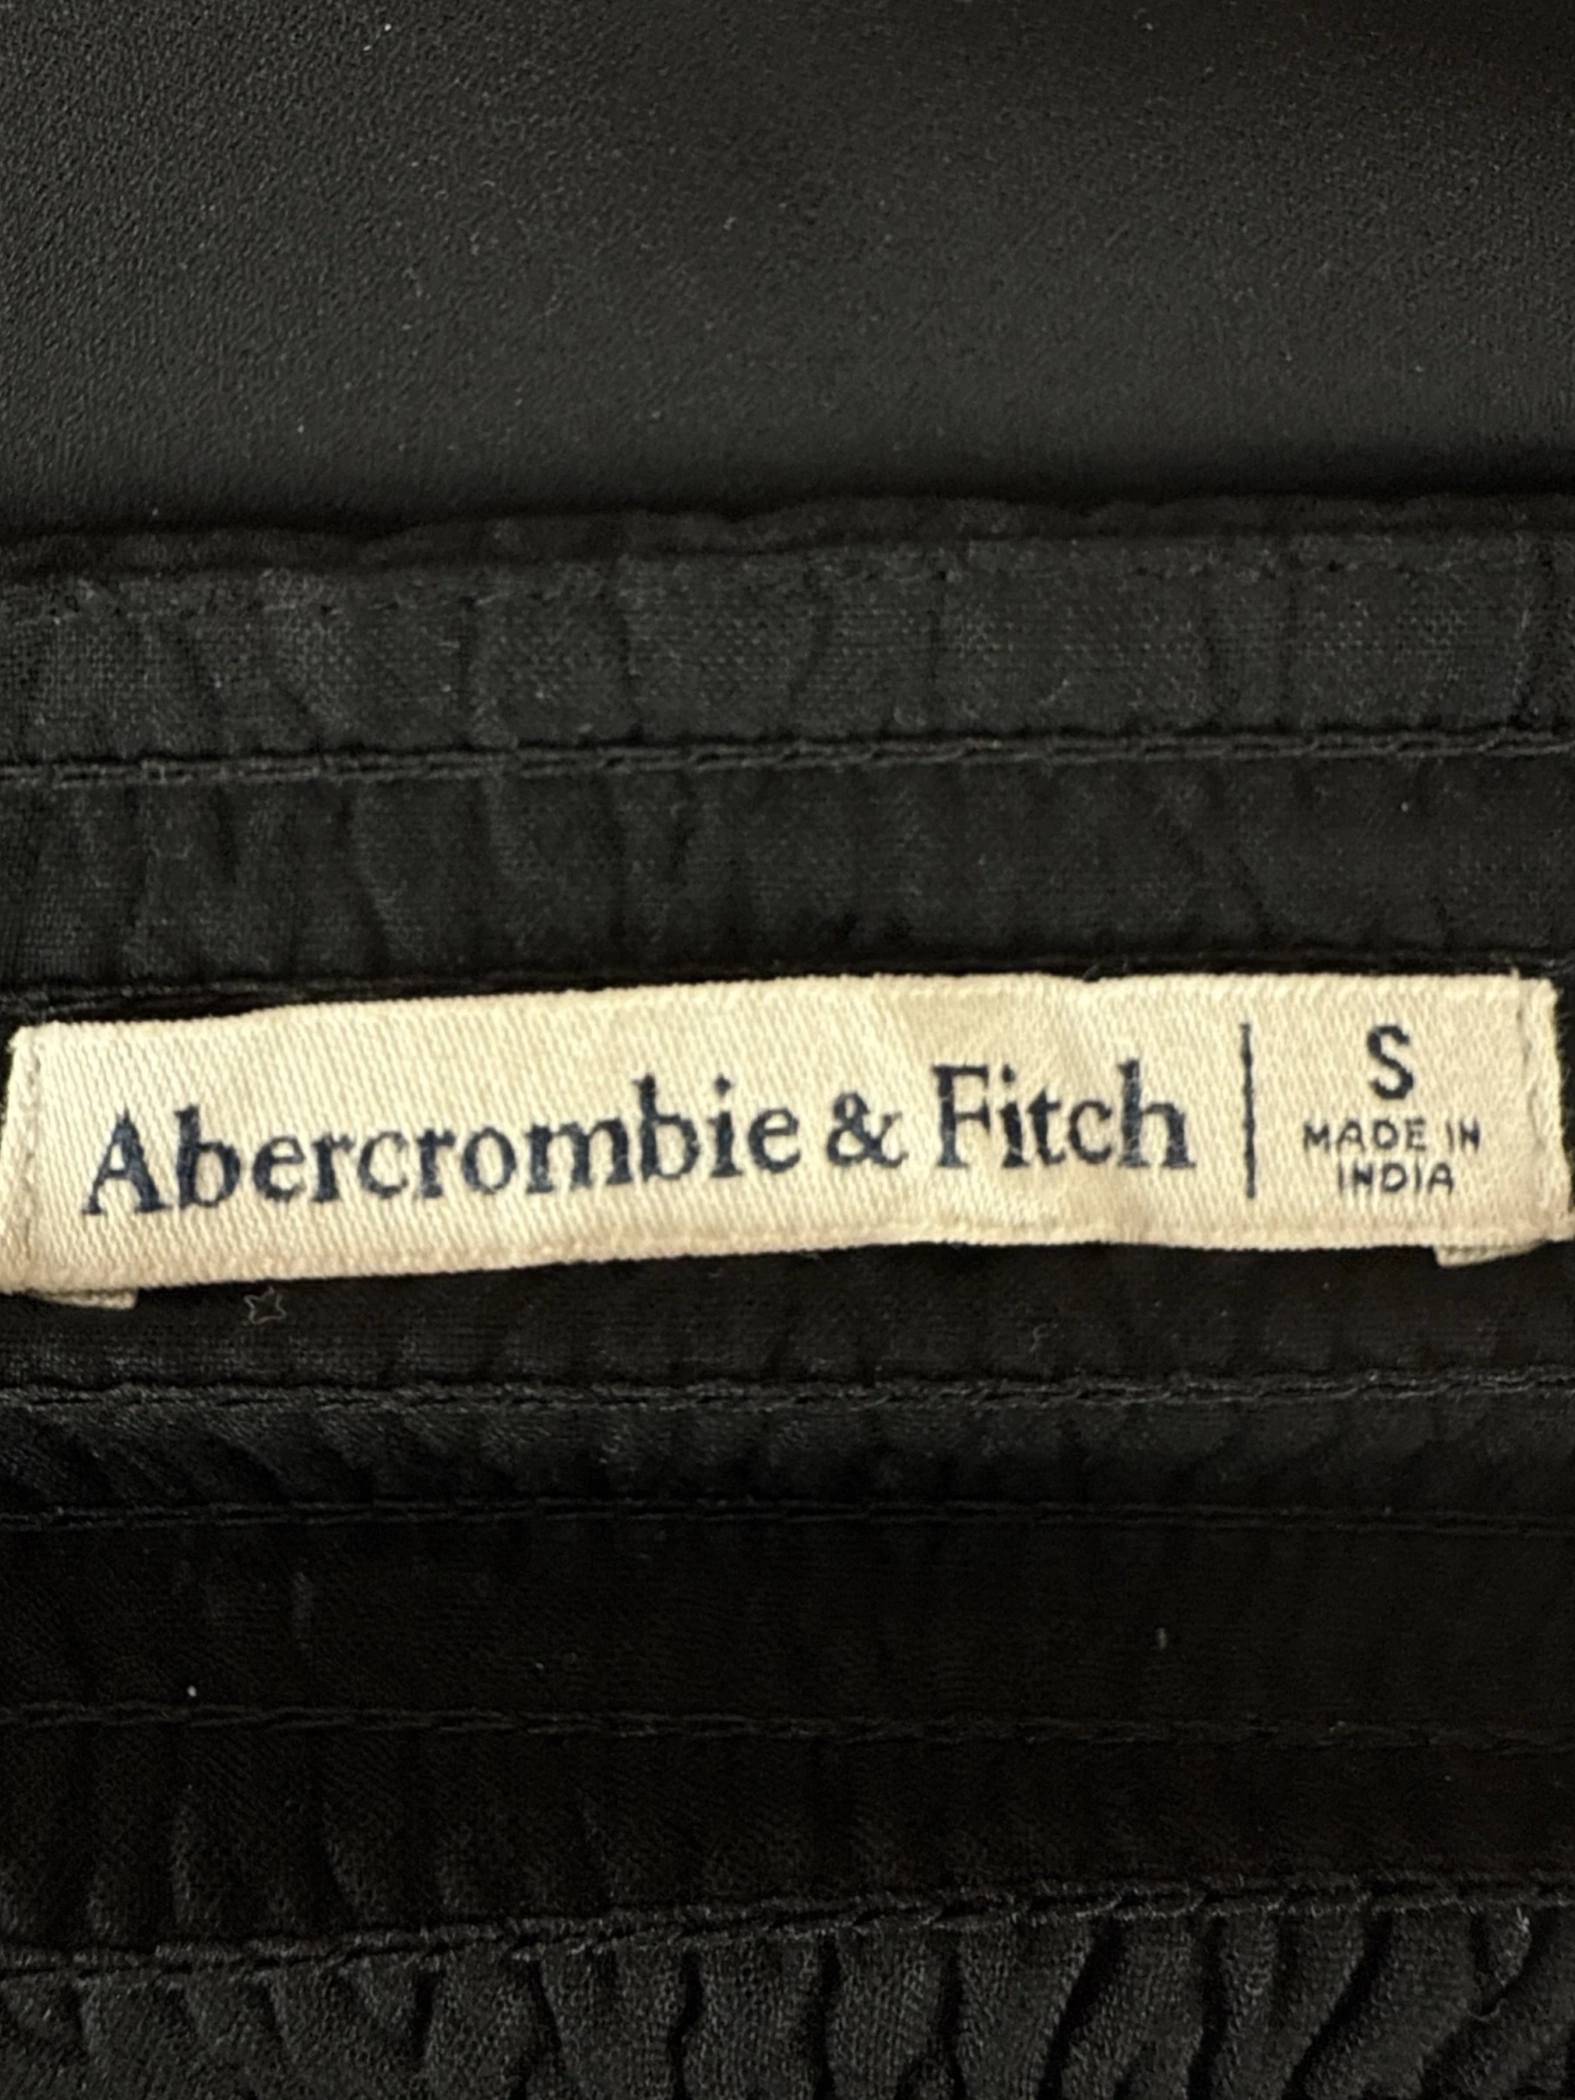 Abercrombie & Fitch
S
MADE IN
INDIA